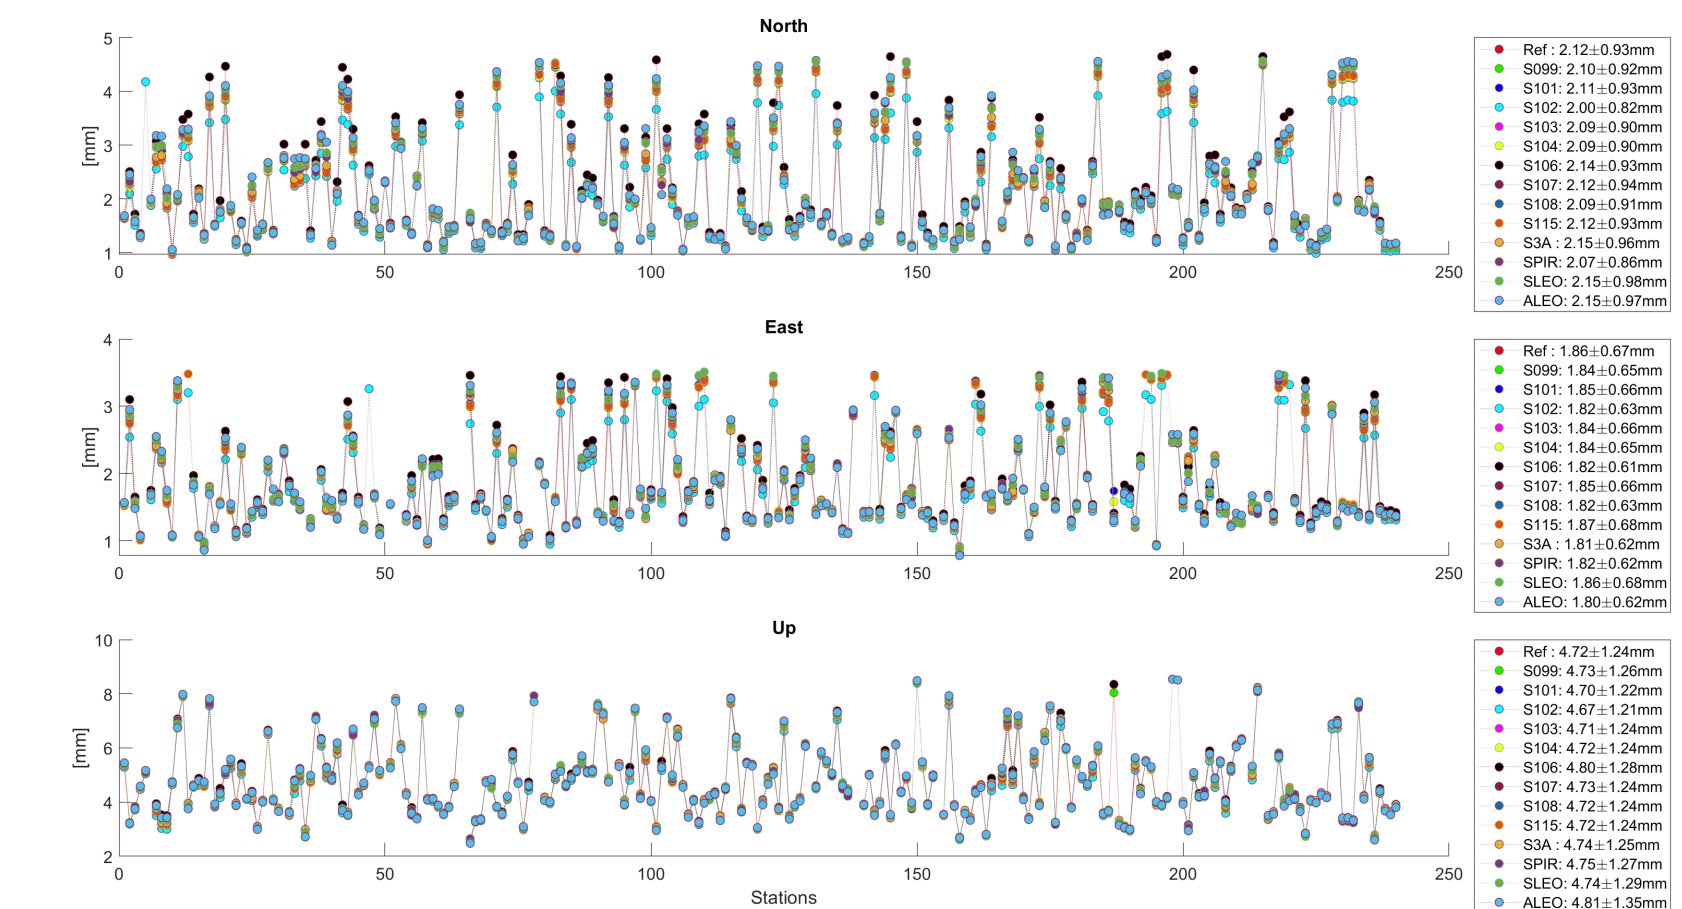 North
[mm]
5
4
3
2
1
0
50
100
150
200
250
Ref : 2.12±0.93mm
S099: 2.10±0.92mm
S101: 2.11±0.93mm
S102: 2.00±0.82mm
S103: 2.09±0.90mm
S104: 2.09±0.90mm
S106: 2.14±0.93mm
S107: 2.12±0.94mm
S108: 2.09±0.91mm
S115: 2.12±0.93mm
S3A : 2.15±0.96mm
SPIR: 2.07±0.86mm
SLEO: 2.15±0.98mm
ALEO: 2.15±0.97mm
East
[mm]
4
3
2
1
0
50
100
150
200
250
Ref : 1.86±0.67mm
S099: 1.84±0.65mm
S101: 1.85±0.66mm
S102: 1.82±0.63mm
S103: 1.84±0.66mm
S104: 1.84±0.65mm
S106: 1.82±0.61mm
S107: 1.85±0.66mm
S108: 1.82±0.63mm
S115: 1.87±0.68mm
S3A : 1.81±0.62mm
SPIR: 1.82±0.62mm
SLEO: 1.86±0.68mm
ALEO: 1.80±0.62mm
Up
[mm]
10
8
6
4
2
0
50
100
150
200
250
Stations
Ref : 4.72±1.24mm
S099: 4.73±1.26mm
S101: 4.70±1.22mm
S102: 4.67±1.21mm
S103: 4.71±1.24mm
S104: 4.72±1.24mm
S106: 4.80±1.28mm
S107: 4.73±1.24mm
S108: 4.72±1.24mm
S115: 4.72±1.24mm
S3A : 4.74±1.25mm
SPIR: 4.75±1.27mm
SLEO: 4.74±1.29mm
ALEO: 4.81±1.35mm